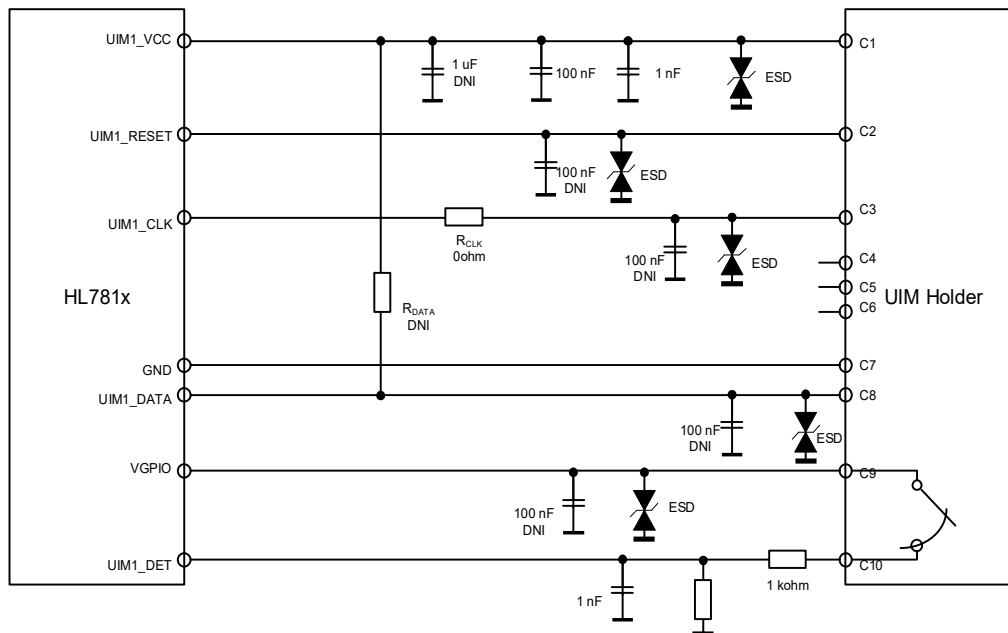 UIM1_VCC
C1
1 uF
DNI
100 nF
1 nF
ESD
UIM1_RESET
C2
100 nF
DNI
ESD
UIM1_CLK
C3
RCLK
0ohm
100 nF
DNI
ESD
C4
C5
C6
HL781x
UIM Holder
RDATA
DNI
GND
C7
UIM1_DATA
C8
100 nF
DNI
ESD
VGPIO
C9
100 nF
DNI
ESD
UIM1_DET
C10
1 nF
1 kohm